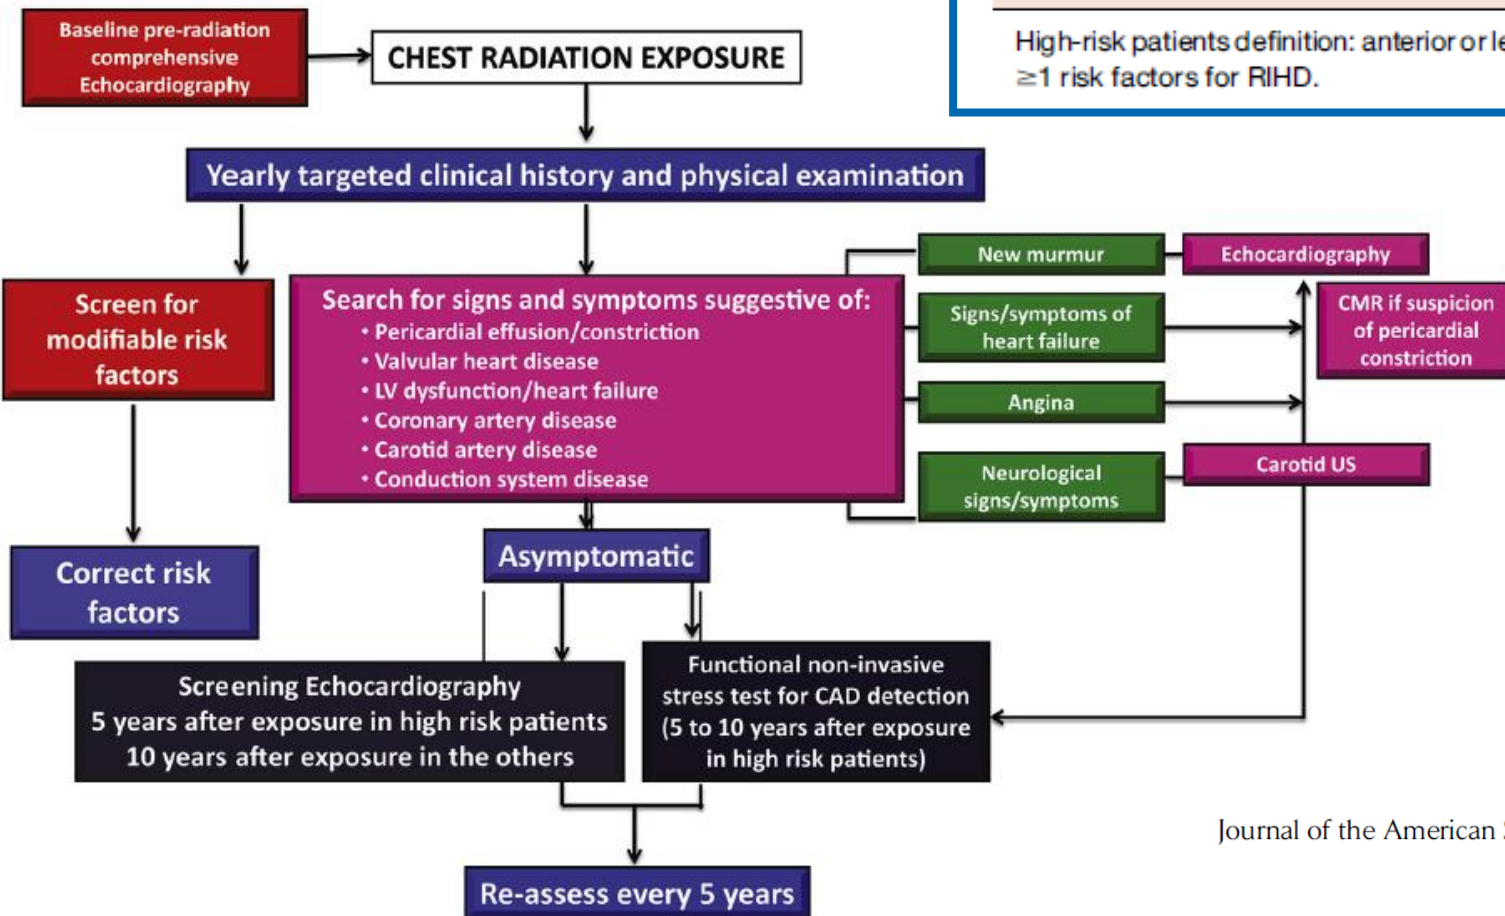 High-risk patients definition: anterior or le
≥1 risk factors for RIHD.
Baseline pre-radiation
comprehensive
Echocardiography
CHEST RADIATION EXPOSURE
Yearly targeted clinical history and physical examination
Screen for
modifiable risk
factors
Correct risk
factors
Search for signs and symptoms suggestive of:
• Pericardial effusion/constriction
• Valvular heart disease
• LV dysfunction/heart failure
• Coronary artery disease
• Carotid artery disease
• Conduction system disease
New murmur
Echocardiography
Signs/symptoms of
heart failure
CMR if suspicion
of pericardial
constriction
Angina
Neurological
signs/symptoms
Carotid US
Asymptomatic
Screening Echocardiography
5 years after exposure in high risk patients
10 years after exposure in the others
Functional non-invasive
stress test for CAD detection
(5 to 10 years after exposure
in high risk patients)
Re-assess every 5 years
Journal of the American